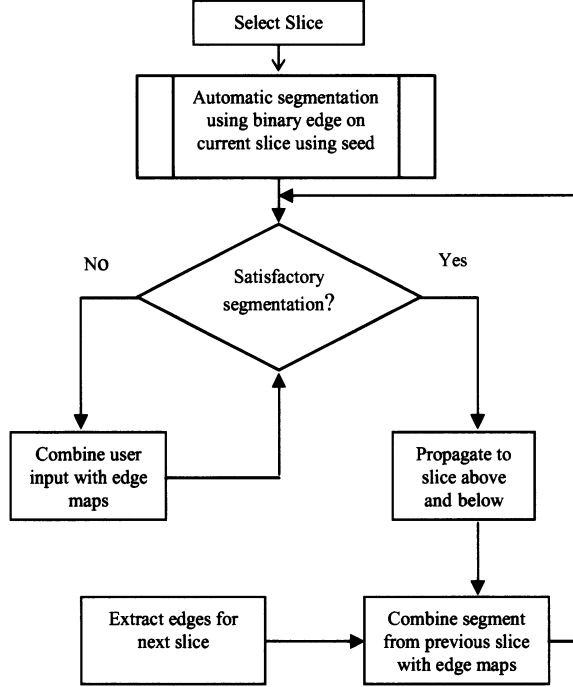 Select Slice
Automatic segmentation
using binary edge on
current slice using seed
No
Yes
Satisfactory
segmentation?
Combine user
input with edge
maps
Propagate to
slice above
and below
Extract edges for
next slice
Combine segment
from previous slice
with edge maps